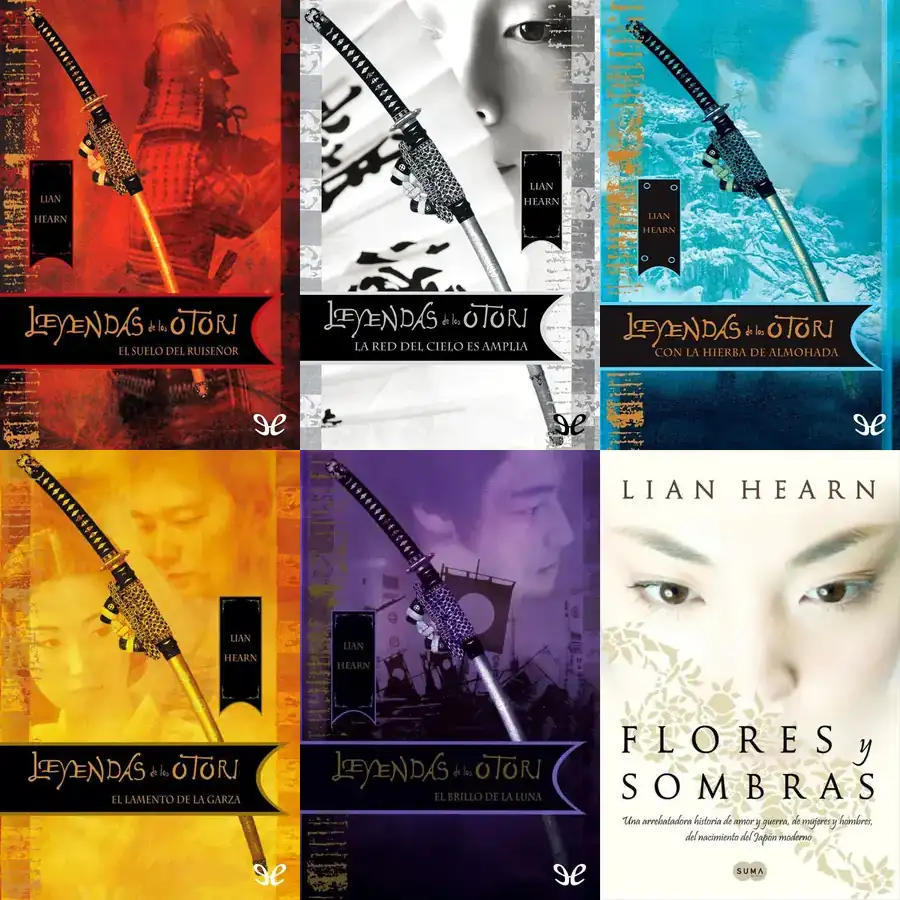 LIAN
HEARN
LEYENDAS de los OTORI
EL SUELO DEL RUISEÑOR
LIAN
HEARN
LEYENDAS de los OTORI
LA RED DEL CIELO ES AMPLIA
LIAN
HEARN
LEYENDAS de los OTORI
CON LA HIERBA DE ALMOHADA
LIAN
HEARN
LEYENDAS de los OTORI
EL LAMENTO DE LA GARZA
LIAN
HEARN
LEYENDAS de los OTORI
EL BRILLO DE LA LUNA
LIAN HEARN
FLORES y
SOMBRAS
Una arrebatadora historia de amor y guerra, de mujeres y hombres,
del nacimiento del Japón moderno
SUMA